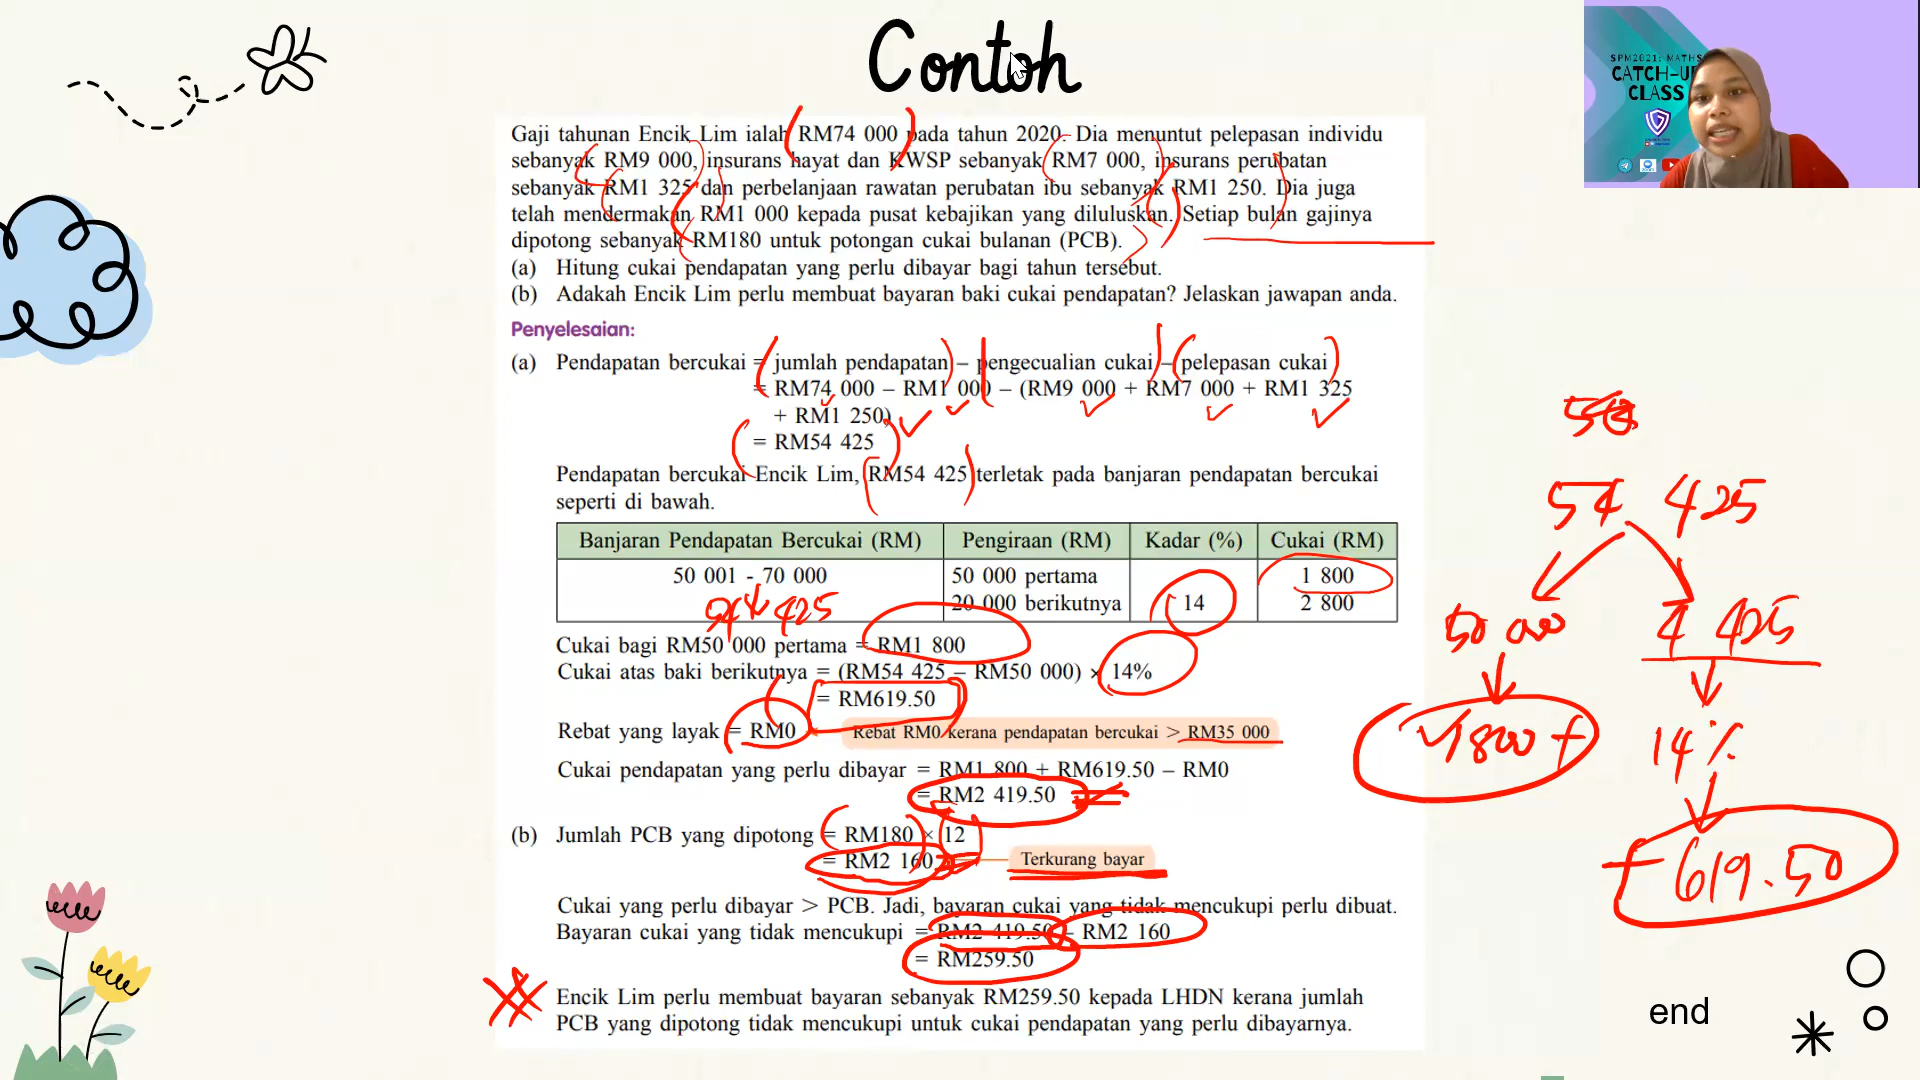 Contoh
SPM2021: MATHS
CATCH-UP
CLASS
Gaji tahunan Encik Lim ialah RM74 000 pada tahun 2020. Dia menuntut pelepasan individu
sebanyak RM9 000, insurans hayat dan KWSP sebanyak RM7 000, insurans perubatan
sebanyak RM1 325 dan perbelanjaan rawatan perubatan ibu sebanyak RM1 250. Dia juga
telah mendermakan RM1 000 kepada pusat kebajikan yang diluluskan. Setiap bulan gajinya
dipotong sebanyak RM180 untuk potongan cukai bulanan (PCB).
(a) Hitung cukai pendapatan yang perlu dibayar bagi tahun tersebut.
(b) Adakah Encik Lim perlu membuat bayaran baki cukai pendapatan? Jelaskan jawapan anda.
Penyelesaian:
(a) Pendapatan bercukai = jumlah pendapatan – pengecualian cukai – pelepasan cukai
= RM74 000 – RM1 000 – (RM9 000 + RM7 000 + RM1 325
+ RM1 250)
= RM54 425
Pendapatan bercukai Encik Lim, RM54 425 terletak pada banjaran pendapatan bercukai
seperti di bawah.
Banjaran Pendapatan Bercukai (RM) Pengiraan (RM) Kadar (%) Cukai (RM)
50 001 - 70 000 50 000 pertama 1 800
20 000 berikutnya 14 2 800
54 425
Cukai bagi RM50 000 pertama = RM1 800
Cukai atas baki berikutnya = (RM54 425 – RM50 000) × 14%
= RM619.50
Rebat yang layak = RM0
Rebat RM0 kerana pendapatan bercukai > RM35 000
Cukai pendapatan yang perlu dibayar = RM1 800 + RM619.50 – RM0
= RM2 419.50
(b) Jumlah PCB yang dipotong = RM180 × 12
= RM2 160
Terkurang bayar
Cukai yang perlu dibayar > PCB. Jadi, bayaran cukai yang tidak mencukupi perlu dibuat.
Bayaran cukai yang tidak mencukupi = RM2 419.50 – RM2 160
= RM259.50
Encik Lim perlu membuat bayaran sebanyak RM259.50 kepada LHDN kerana jumlah
PCB yang dipotong tidak mencukupi untuk cukai pendapatan yang perlu dibayarnya.
54 425
50 000 4 425
1800 + 14%
+ 619.50
end